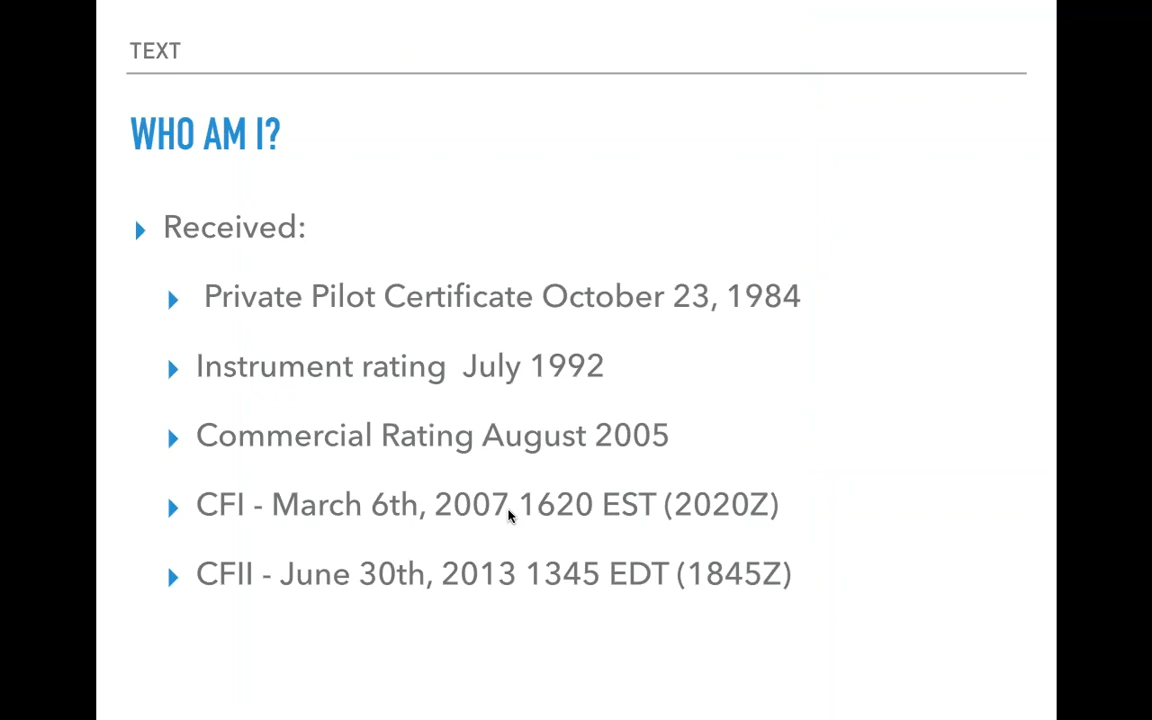 TEXT
WHO AM I?
Received:
Private Pilot Certificate October 23, 1984
Instrument rating July 1992
Commercial Rating August 2005
CFI - March 6th, 2007 1620 EST (2020Z)
CFII - June 30th, 2013 1345 EDT (1845Z)